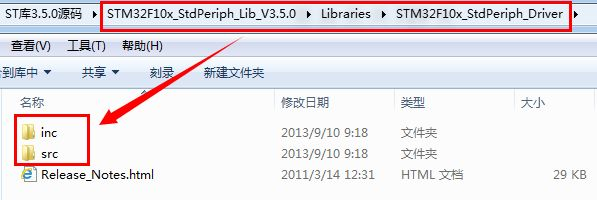 ST库3.5.0源码 STM32F10x_StdPeriph_Lib_V3.5.0 Libraries STM32F10x_StdPeriph_Driver
查看(V) 工具(T) 帮助(H)
到库中 共享 刻录 新建文件夹
名称 修改日期 类型 大小
inc 2013/9/10 9:18 文件夹
src 2013/9/10 9:18 文件夹
Release_Notes.html 2011/3/14 12:31 HTML 文档 29 KB